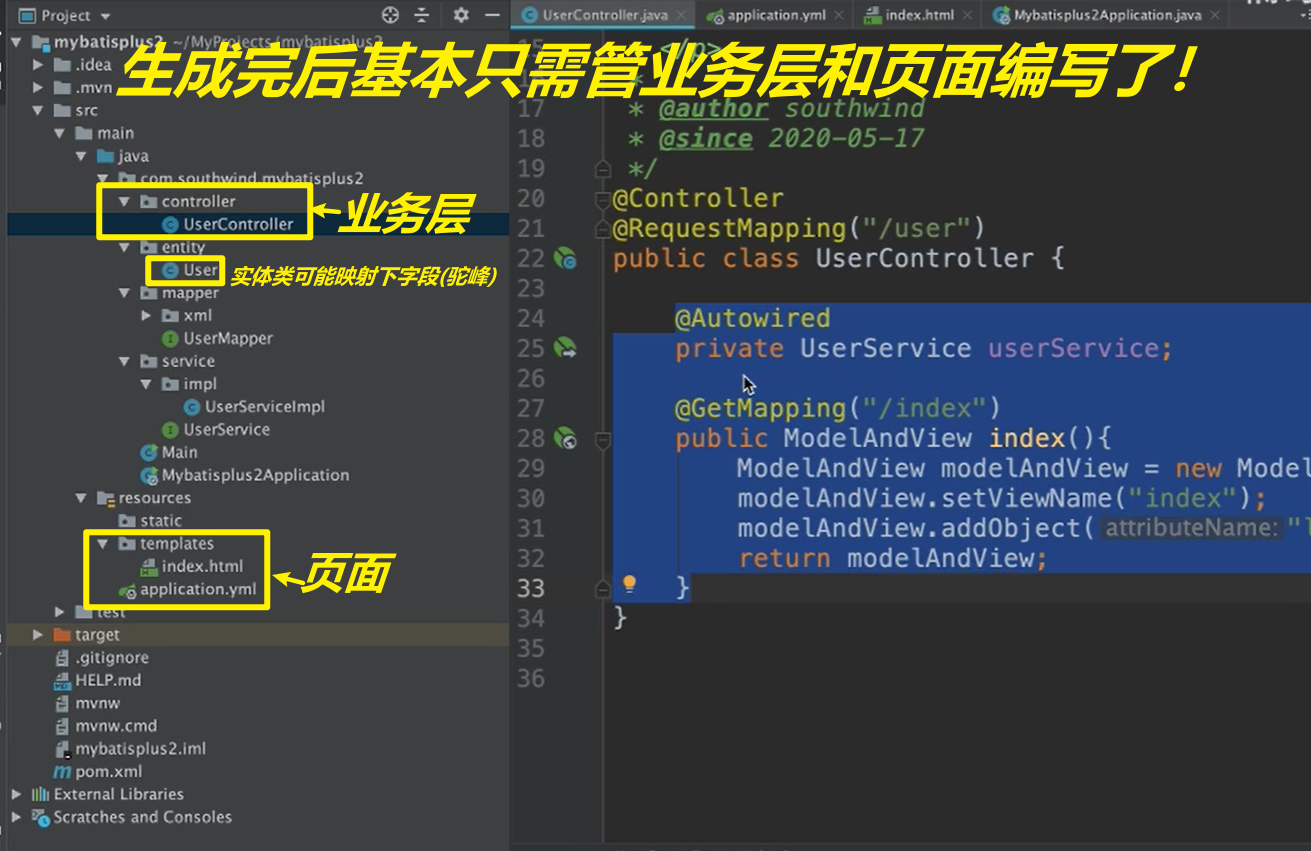 Project
UserController.java
application.yml
index.html
Mybatisplus2Application.java
生成完后基本只需管业务层和页面编写了！
mybatisplus2 ~/MyProjects/mybatisplus2
.idea
.mvn
src
main
java
com.southwind.mybatisplus2
controller
业务层
UserController
entity
User
实体类可能映射下字段(驼峰)
mapper
xml
UserMapper
service
impl
UserServiceImpl
UserService
Main
Mybatisplus2Application
resources
static
templates
index.html
页面
application.yml
test
target
.gitignore
HELP.md
mvnw
mvnw.cmd
mybatisplus2.iml
pom.xml
External Libraries
Scratches and Consoles
15 </p>
17 * @author southwind
18 * @since 2020-05-17
19 */
20 @Controller
21 @RequestMapping("/user")
22 public class UserController {
23
24 @Autowired
25 private UserService userService;
26
27 @GetMapping("/index")
28 public ModelAndView index(){
29 ModelAndView modelAndView = new Model
30 modelAndView.setViewName("index");
31 modelAndView.addObject( attributeName: "l
32 return modelAndView;
33 }
34 }
35
36